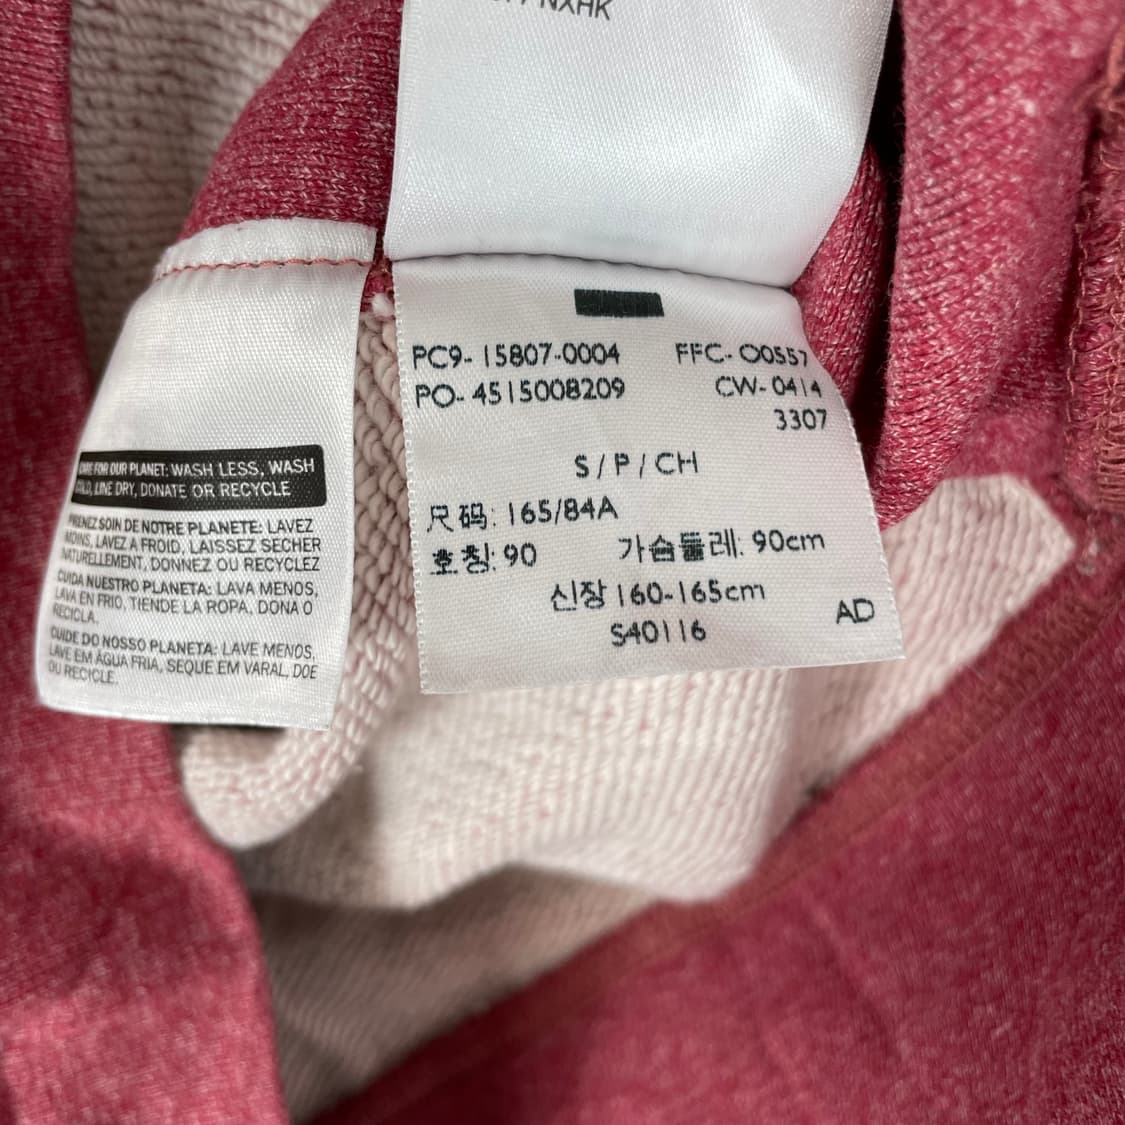 NXHK
PC9-15807-0004 FFC-O0557
PO-4515008209 CW-0414
3307
S/P/CH
尺码: 165/84A
호칭: 90 가슴둘레. 90cm
신장 160-165cm
S40116 AD
FOR OUR PLANET: WASH LESS, WASH
LINE DRY, DONATE OR RECYCLE
SOIN DE NOTRE PLANETE: LAVEZ
MOINS, LAVEZ A FROID, LAISSEZ SECHER
NATURELLEMENT, DONNEZ OU RECYCLEZ
CUIDA NUESTRO PLANETA: LAVA MENOS,
LAVA EN FRIO, TIENDE LA ROPA, DONA O
RECICLA.
CUIDE DO NOSSO PLANETA: LAVE MENOS,
LAVE EM ÁGUA FRIA, SEQUE EM VARAL, DOE
OU RECICLE.